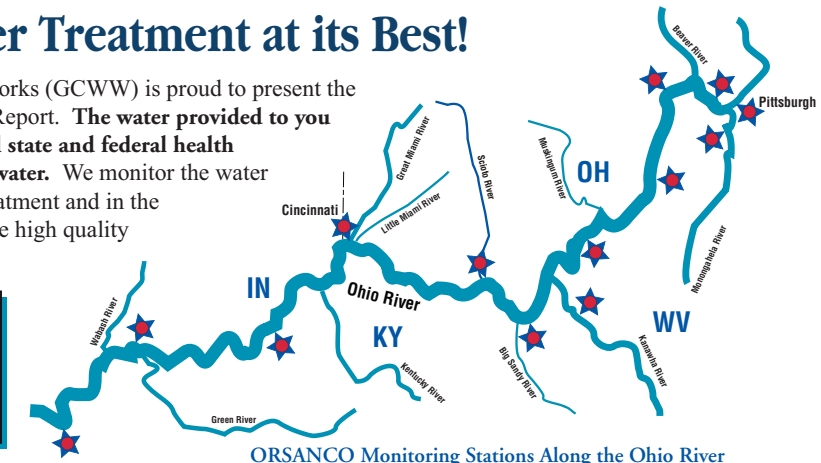 er Treatment at its Best!
orks (GCWW) is proud to present the
Report. The water provided to you
state and federal health
water. We monitor the water
eatment and in the
e high quality
Beaver River
Pittsburgh
Great Miami River
Scioto River
Muskingum River
OH
Cincinnati
Little Miami River
Monongahela River
IN
Ohio River
WV
Wabash River
KY
Kanawha River
Kentucky River
Big Sandy River
Green River
ORSANCO Monitoring Stations Along the Ohio River